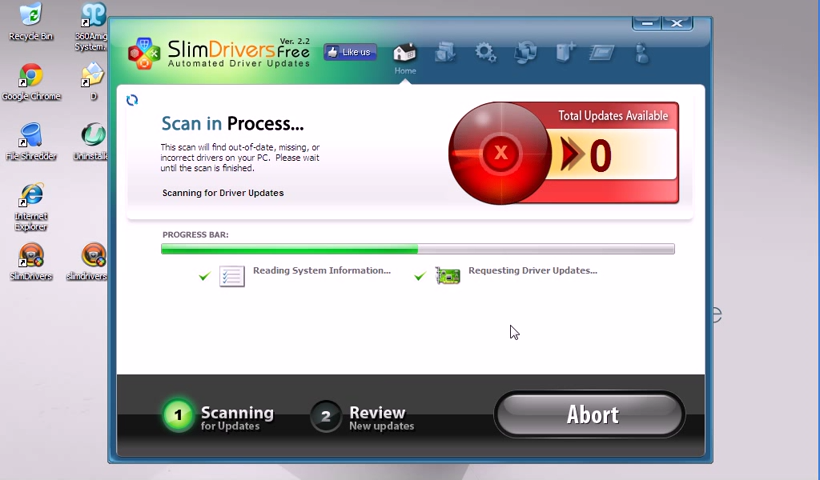 Recycle Bin
360Amig
System...
Google Chrome
D
File Shredder
Uninstall
Internet
Explorer
SlimDrivers
slimdrivers
SlimDrivers Free
Ver. 2.2
Automated Driver Updates
Like us
Home
Scan in Process...
This scan will find out-of-date, missing, or
incorrect drivers on your PC. Please wait
until the scan is finished.
Scanning for Driver Updates
Total Updates Available
X
0
PROGRESS BAR:
Reading System Information...
Requesting Driver Updates...
e
1 Scanning
for Updates
2 Review
New updates
Abort